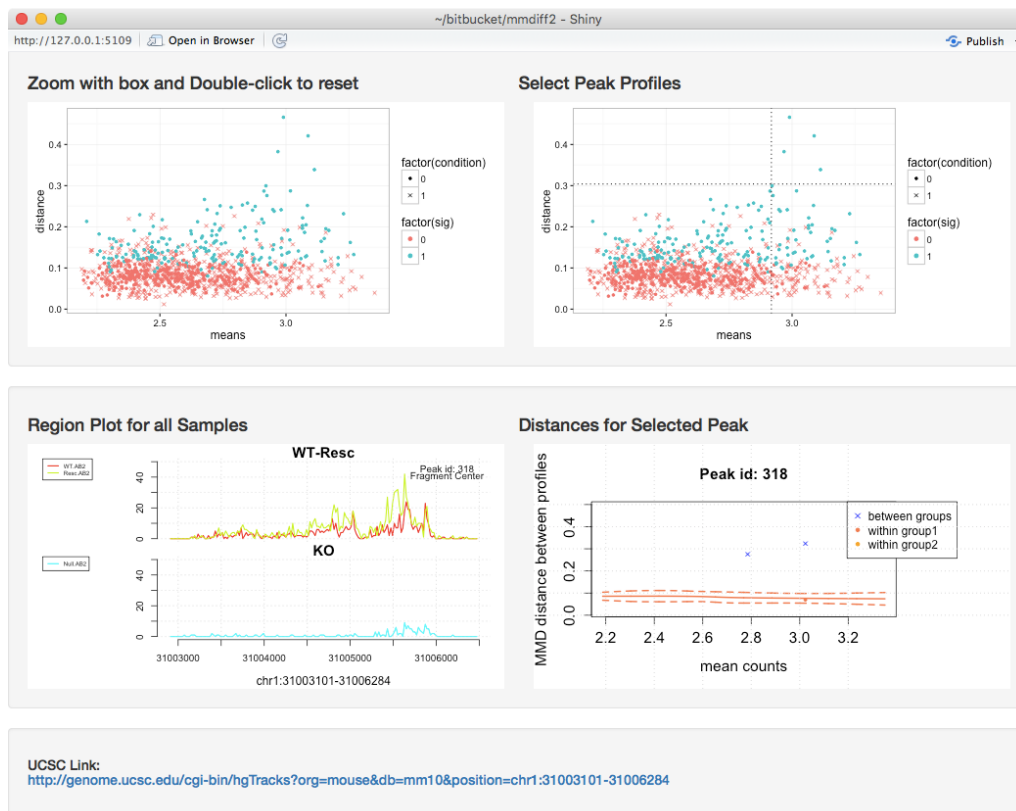 ~/bitbucket/mmdiff2 - Shiny
http://127.0.0.1:5109
Open in Browser
Publish
Zoom with box and Double-click to reset
distance
0.4
0.3
0.2
0.1
0.0
2.5 3.0
means
factor(condition)
0
1
factor(sig)
0
1
Select Peak Profiles
distance
0.4
0.3
0.2
0.1
0.0
2.5 3.0
means
factor(condition)
0
1
factor(sig)
0
1
Region Plot for all Samples
WT.AB2
Resc.AB2
WT-Resc
Peak id: 318
Fragment Center
40
20
0
KO
Null.AB2
40
20
0
31003000 31004000 31005000 31006000
chr1:31003101-31006284
Distances for Selected Peak
Peak id: 318
MMD distance between profiles
0.4
0.2
0.0
between groups
within group1
within group2
2.2 2.4 2.6 2.8 3.0 3.2
mean counts
UCSC Link:
http://genome.ucsc.edu/cgi-bin/hgTracks?org=mouse&db=mm10&position=chr1:31003101-31006284